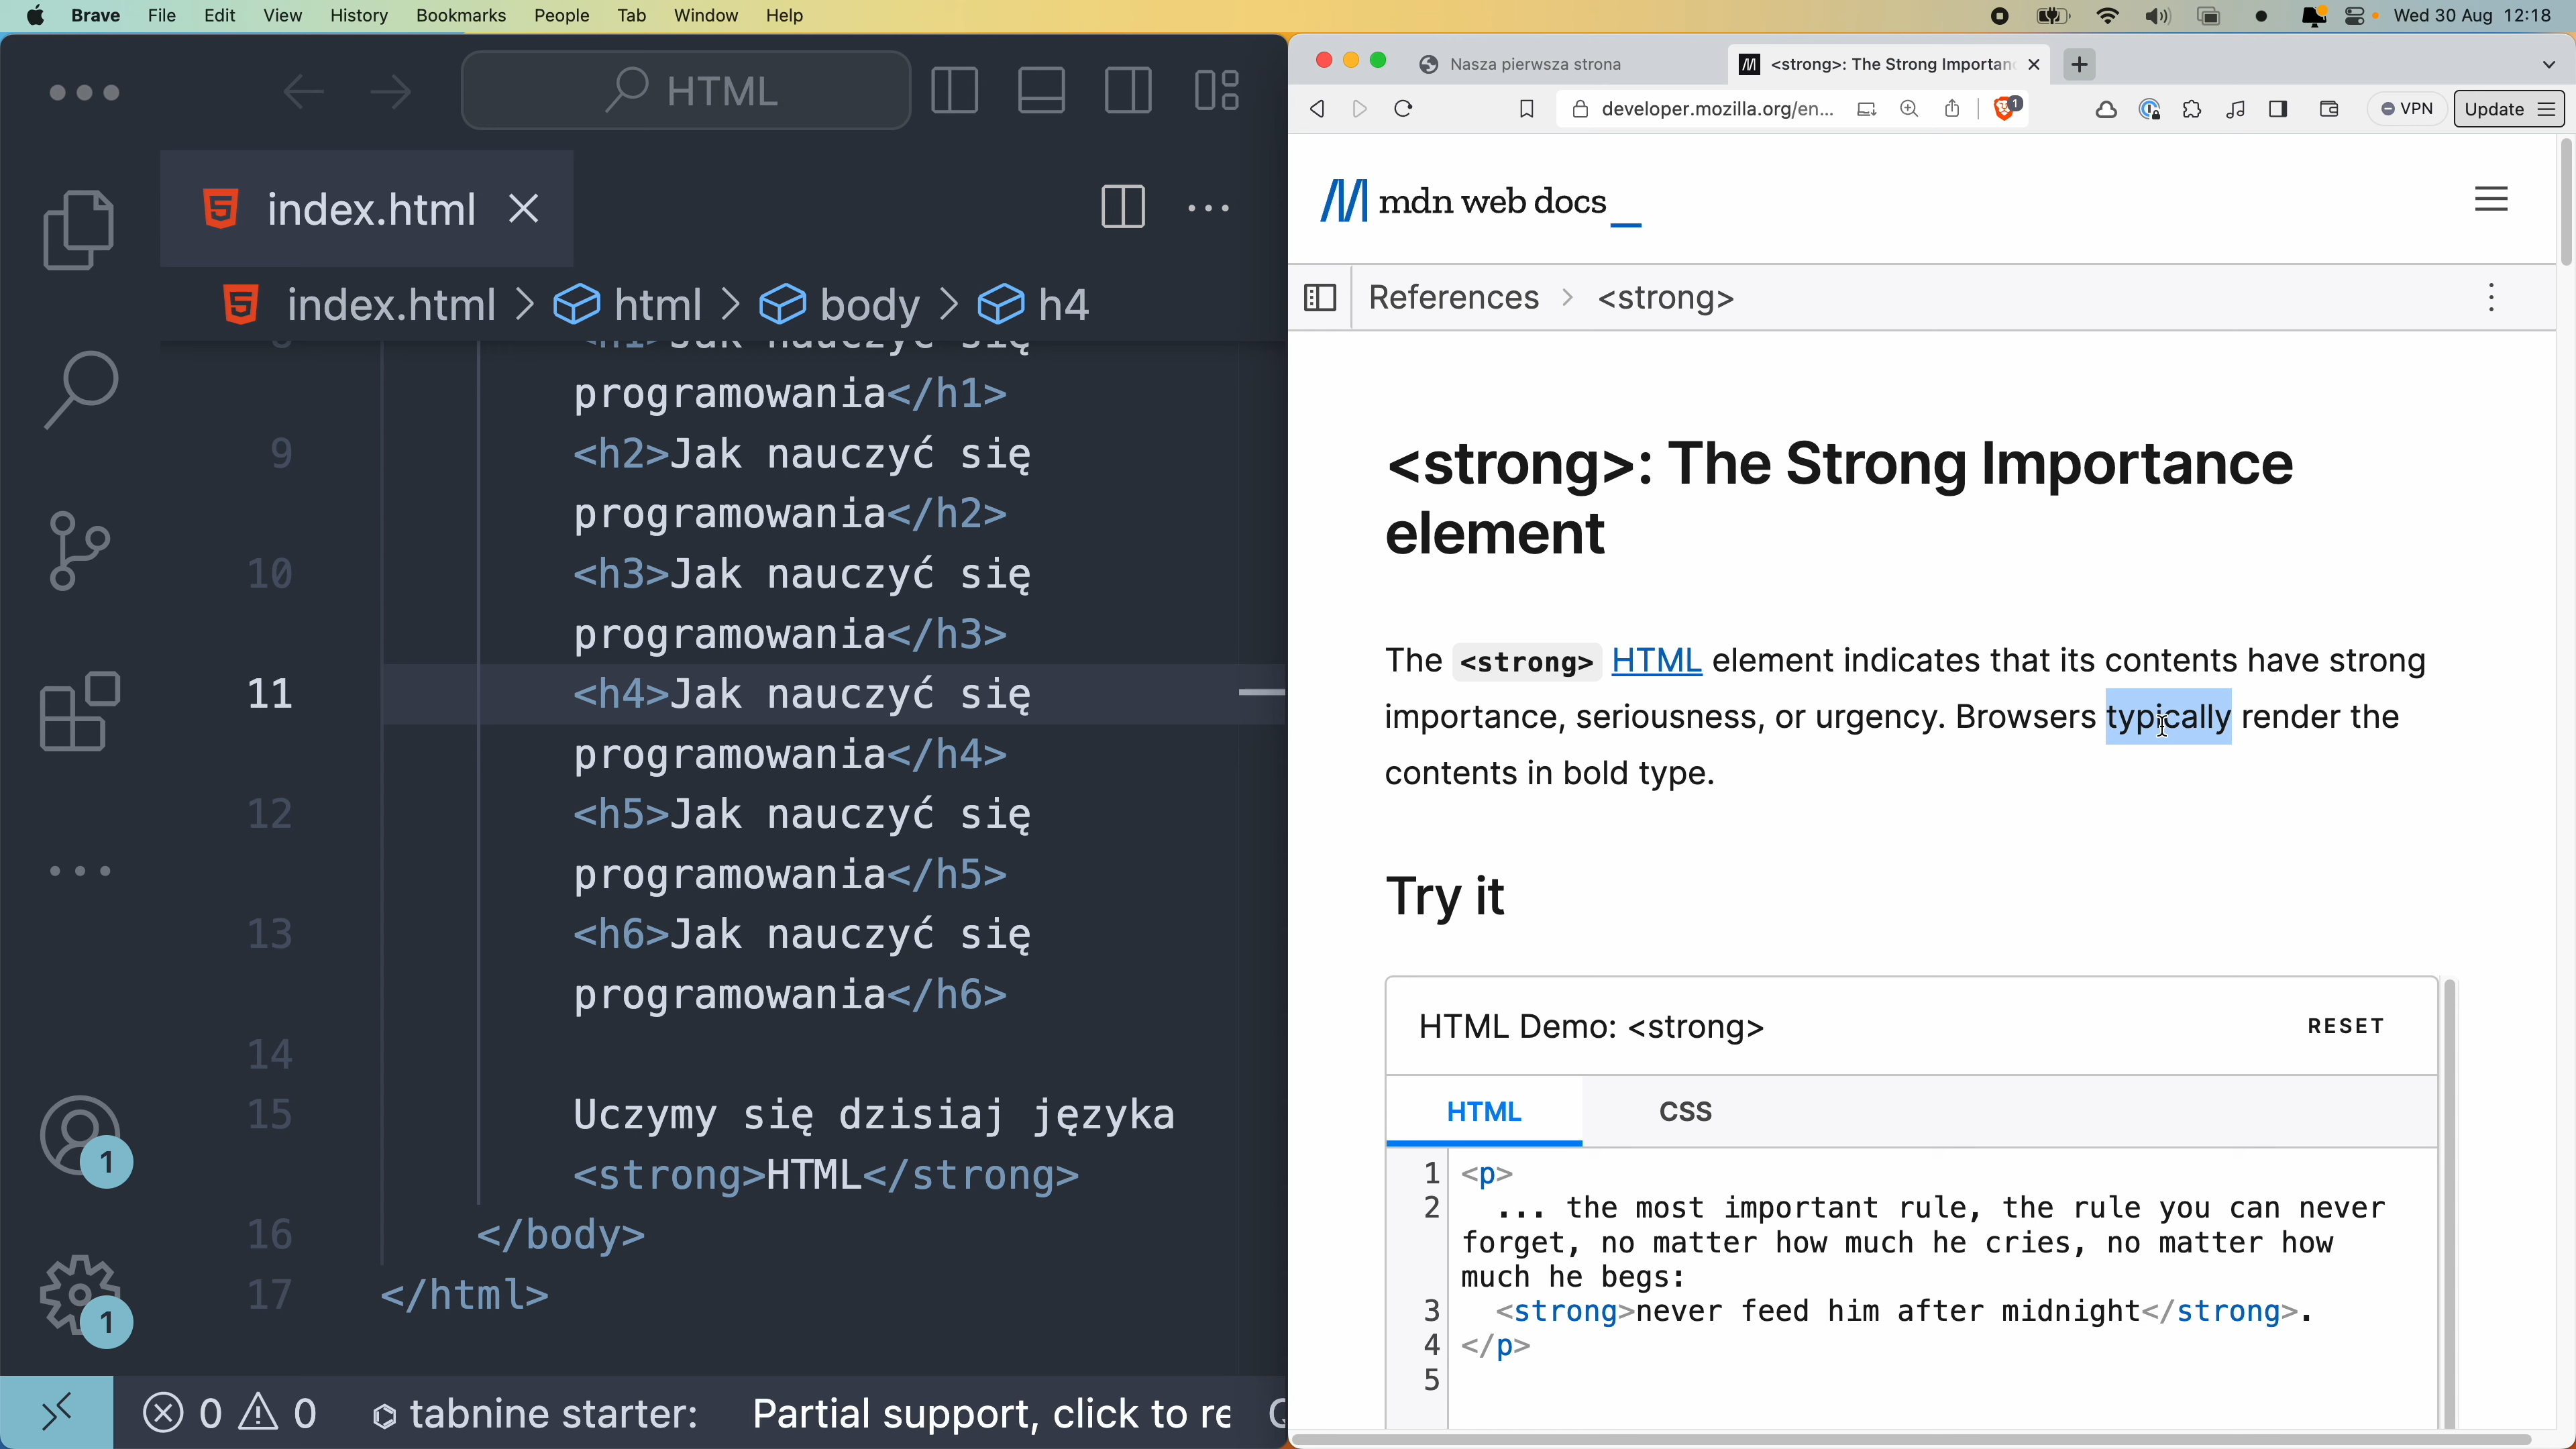 Brave File Edit View History Bookmarks People Tab Window Help
Wed 30 Aug 12:18
HTML
index.html
index.html > html > body > h4
programowania</h1>
9 <h2>Jak nauczyć się
programowania</h2>
10 <h3>Jak nauczyć się
programowania</h3>
11 <h4>Jak nauczyć się
programowania</h4>
12 <h5>Jak nauczyć się
programowania</h5>
13 <h6>Jak nauczyć się
programowania</h6>
14
15 Uczymy się dzisiaj języka
<strong>HTML</strong>
16 </body>
17 </html>
1
1
0 0 tabnine starter: Partial support, click to re
Nasza pierwsza strona
<strong>: The Strong Importan
developer.mozilla.org/en...
1
VPN
Update
mdn web docs
References > <strong>
<strong>: The Strong Importance
element
The <strong> HTML element indicates that its contents have strong
importance, seriousness, or urgency. Browsers typically render the
contents in bold type.
Try it
HTML Demo: <strong>
RESET
HTML CSS
1 <p>
2 ... the most important rule, the rule you can never
forget, no matter how much he cries, no matter how
much he begs:
3 <strong>never feed him after midnight</strong>.
4 </p>
5